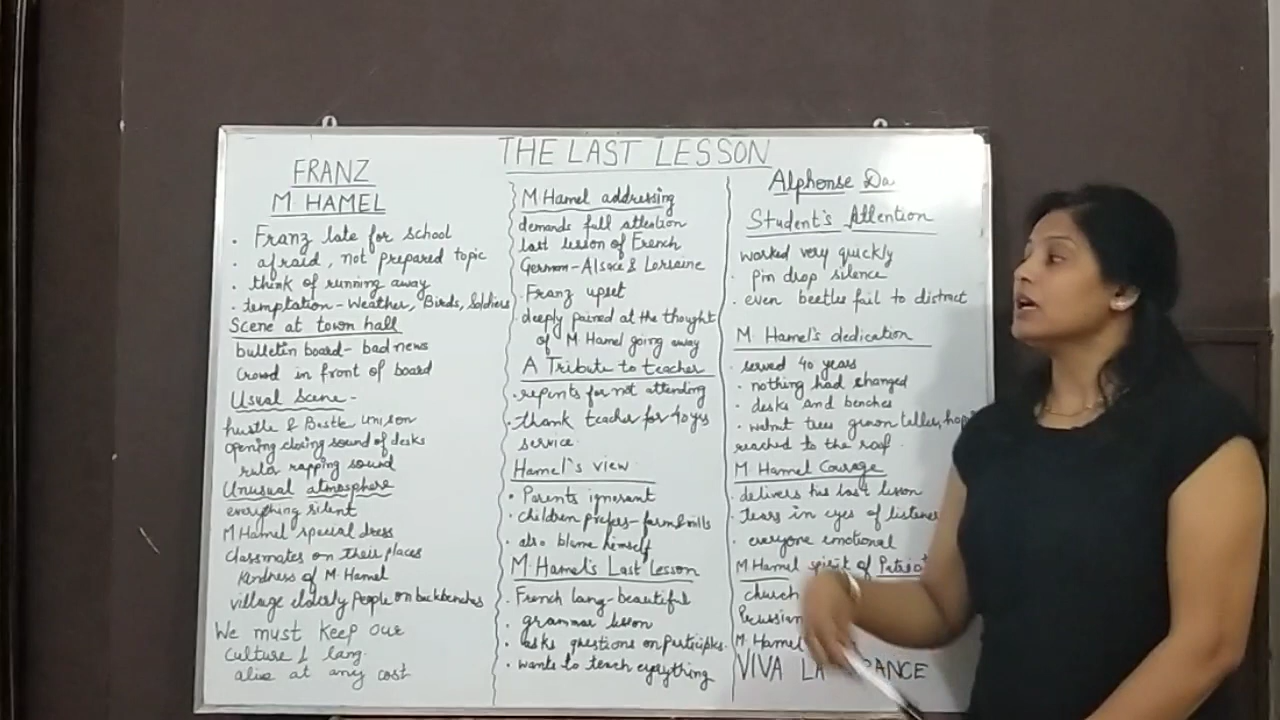 THE LAST LESSON
FRANZ
M HAMEL
. Franz late for school
. afraid, not prepared topic
. think of running away
. temptation - Weather, Birds, Soldiers
Scene at town hall
bulletin board - bad news
Crowd in front of board
Usual Scene -
hustle & Bustle unison
opening closing sound of desks
ruler rapping sound
Unusual atmosphere
everything silent
M Hamel special dress
Classmates on their places
Kindness of M. Hamel
village elderly People on backbenches
We must keep our
culture & lang.
alive at any cost
M Hamel addressing
demands full attention
last lesson of French
German - Alsace & Lorraine
. Franz upset
. deeply pained at the thought
of M Hamel going away
A Tribute to teacher
. repents for not attending
. thank teacher for 40 yrs
service
Hamel's view
. Parents ignorant
. children prefers - farm & mills
. also blame himself
M. Hamel's Last Lesson
. French lang - beautiful
. grammar lesson
. asks questions on participles.
. wants to teach everything
Alphonse Da
Student's Attention
worked very quickly
. Pin drop silence
. even beetles fail to distract
M Hamel's dedication
. served 40 years
. nothing had changed
. desks and benches
. walnut trees grown taller,
reached to the roof.
M Hamel Courage
. delivers his last lesson
. Tears in eyes of listene
. everyone emotional
M. Hamel spirit of
church
M. Hamel
VIVA LA